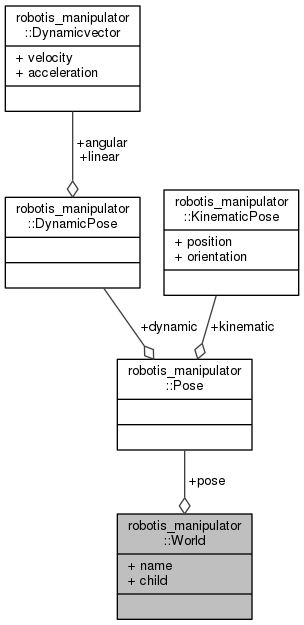 robotis_manipulator
::Dynamicvector
+ velocity
+ acceleration
+angular
+linear
robotis_manipulator
::DynamicPose
robotis_manipulator
::KinematicPose
+ position
+ orientation
+dynamic
+kinematic
robotis_manipulator
::Pose
+pose
robotis_manipulator
::World
+ name
+ child